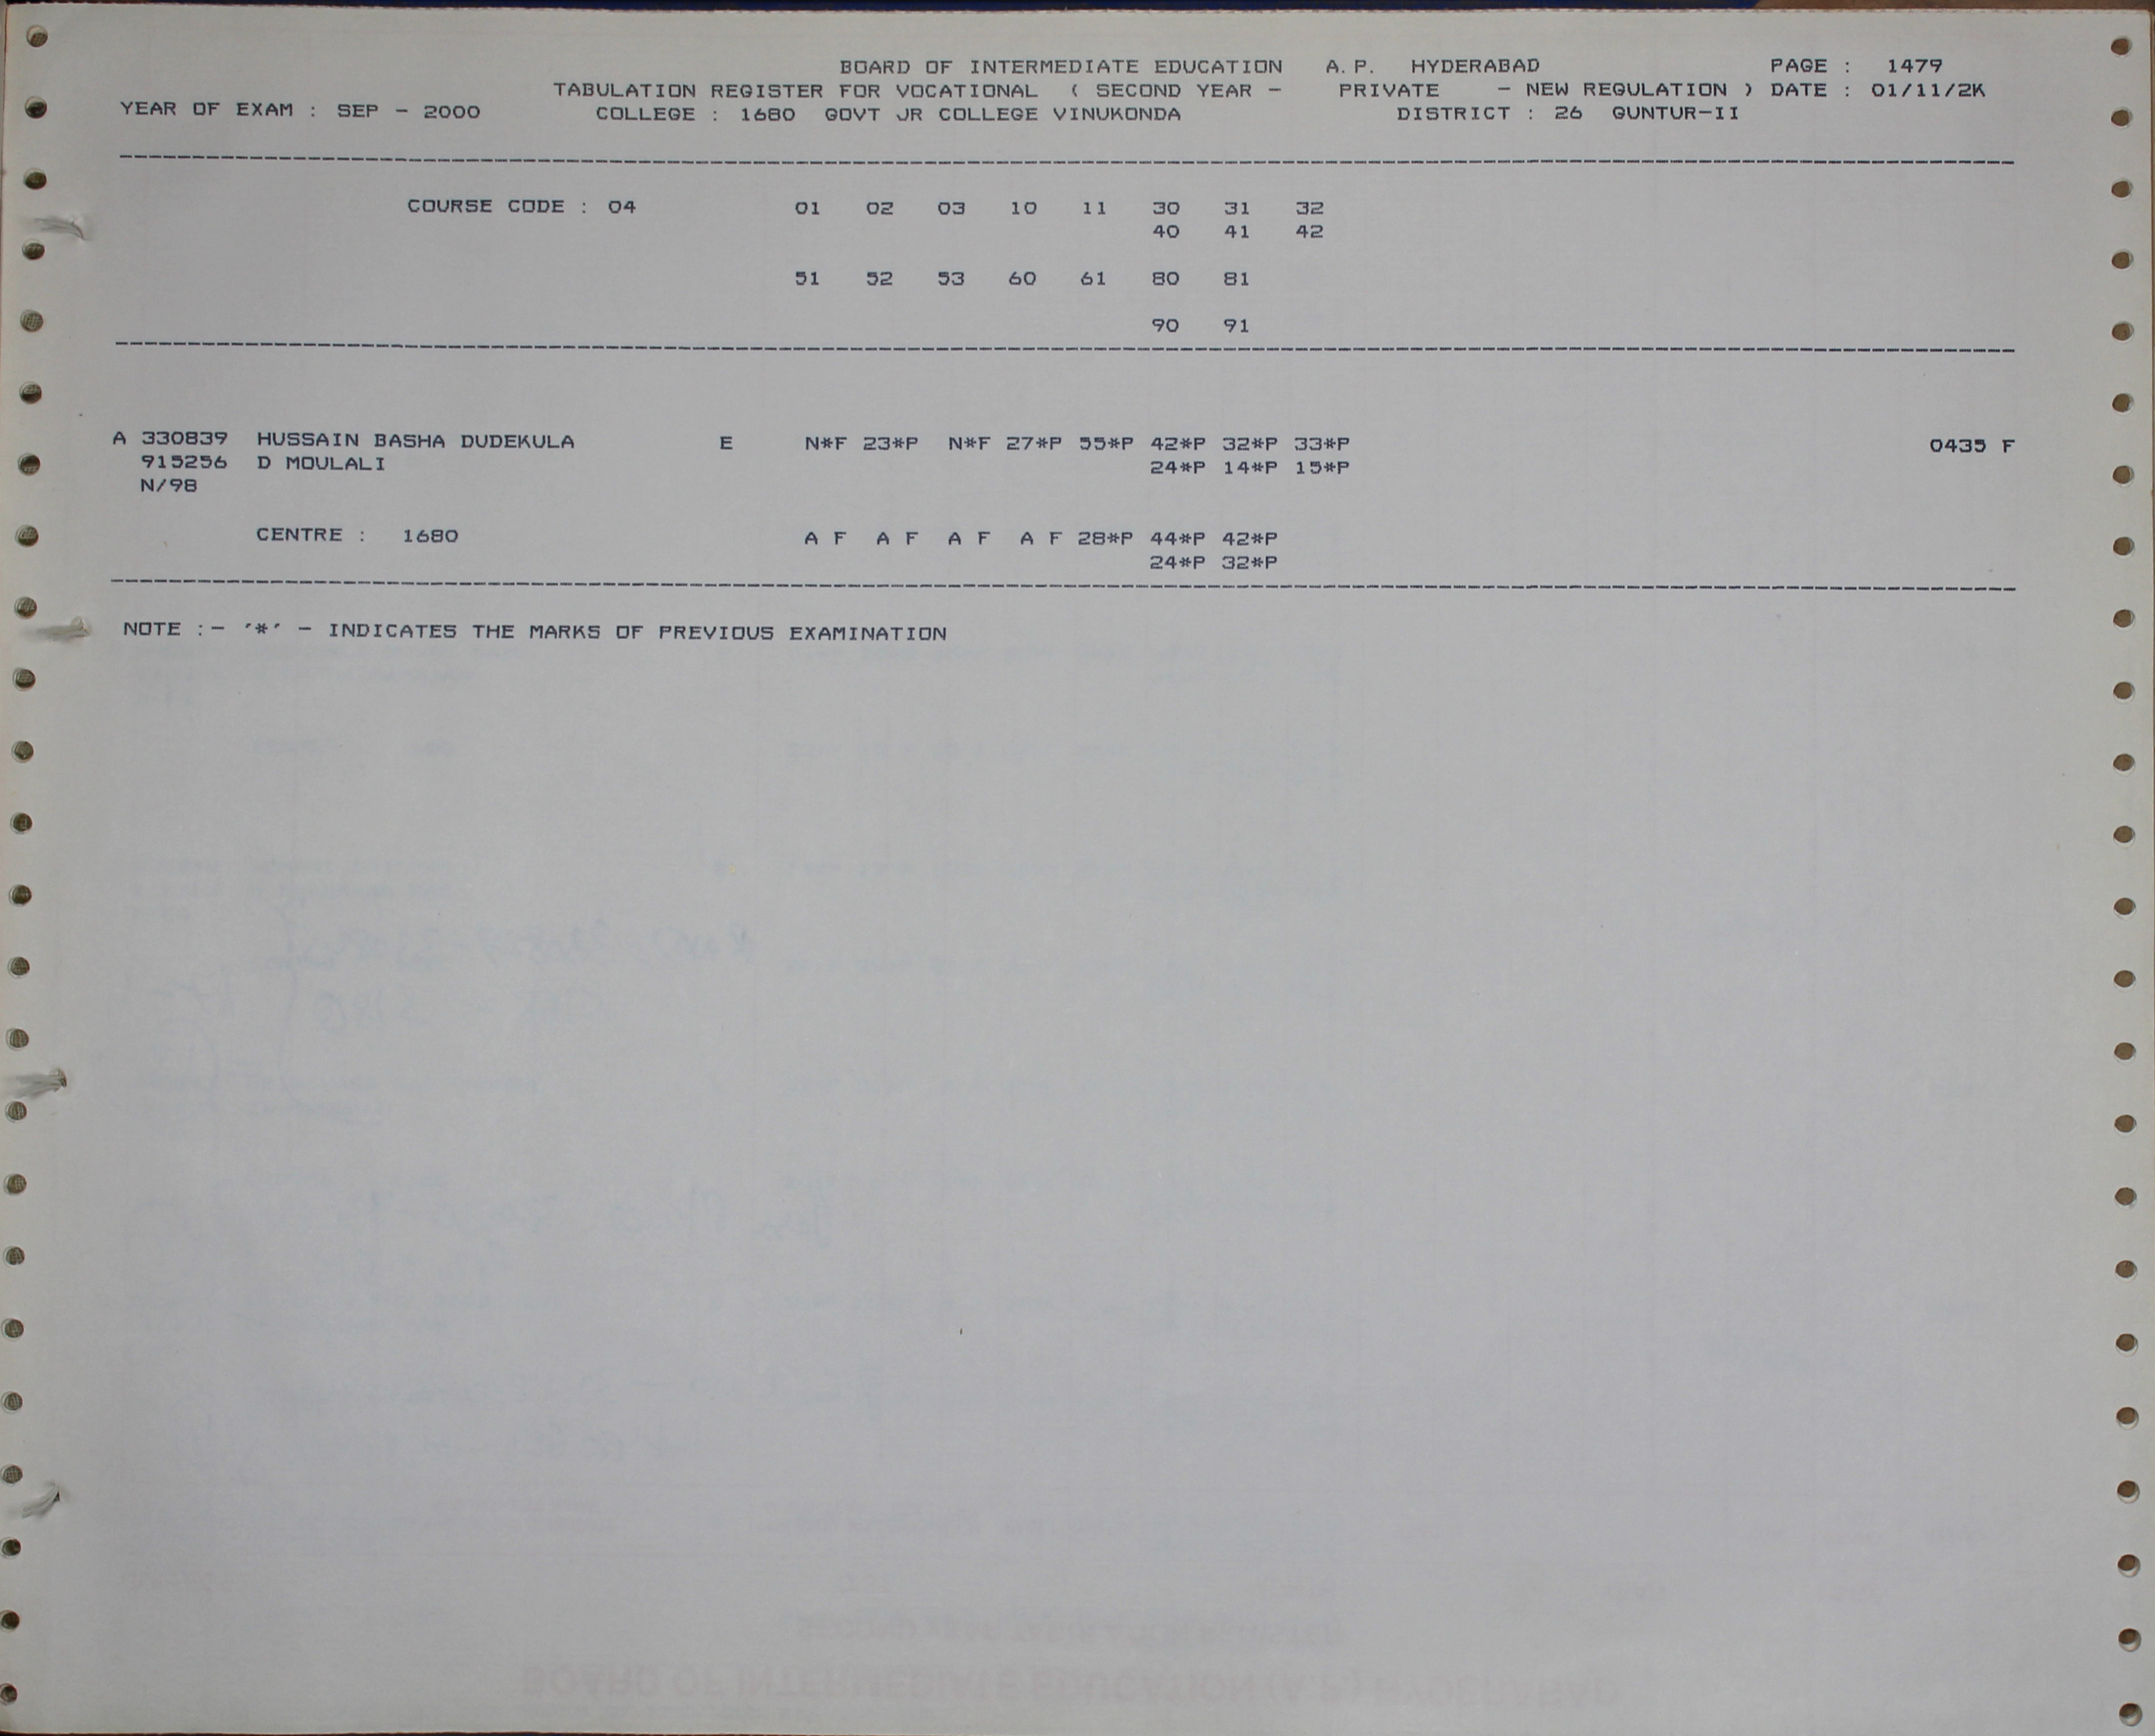 BOARD OF INTERMEDIATE EDUCATION A.P. HYDERABAD PAGE : 1479
TABULATION REGISTER FOR VOCATIONAL ( SECOND YEAR - PRIVATE - NEW REGULATION ) DATE : 01/11/2K
YEAR OF EXAM : SEP - 2000 COLLEGE : 1680 GOVT JR COLLEGE VINUKONDA DISTRICT : 26 GUNTUR-II
COURSE CODE : 04 01 02 03 10 11 30 31 32
40 41 42
51 52 53 60 61 80 81
90 91
A 330839 HUSSAIN BASHA DUDEKULA E N*F 23*P N*F 27*P 55*P 42*P 32*P 33*P 0435 F
915256 D MOULALI 24*P 14*P 15*P
N/98
CENTRE : 1680 A F A F A F A F 28*P 44*P 42*P
24*P 32*P
NOTE :- '*' - INDICATES THE MARKS OF PREVIOUS EXAMINATION